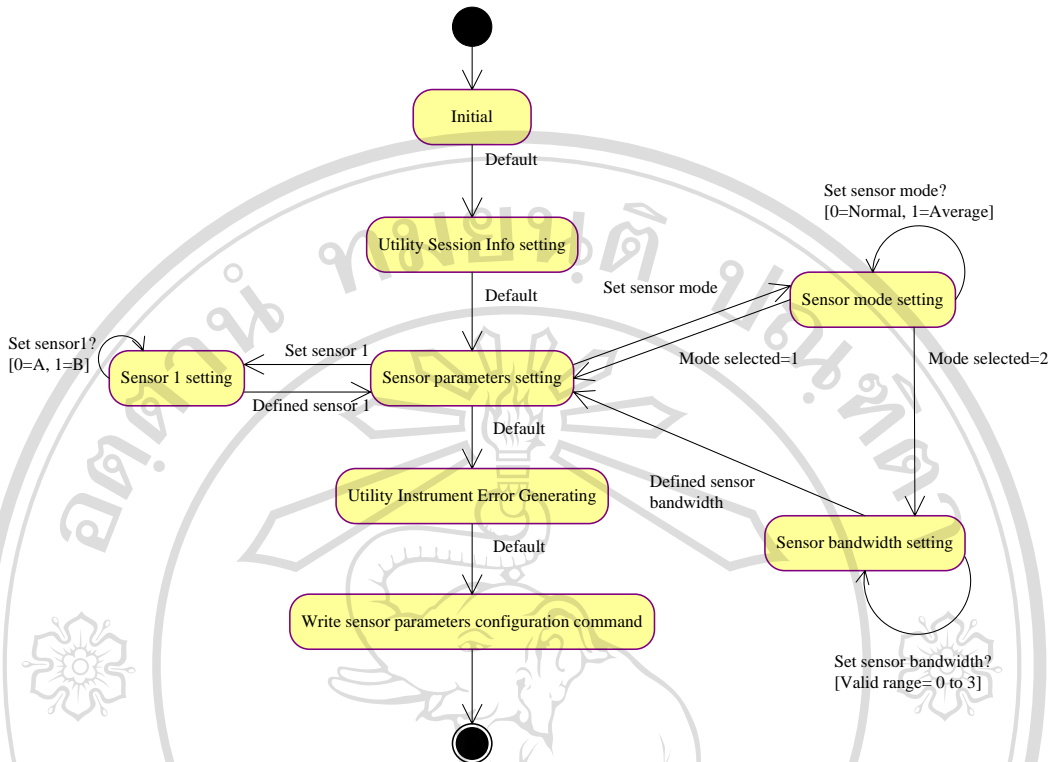 Initial
Default
Set sensor mode?
[0=Normal, 1=Average]
Utility Session Info setting
Set sensor mode
Default
Sensor mode setting
Set sensor1?
[0=A, 1=B]
Set sensor 1
Mode selected=1
Mode selected=2
Sensor 1 setting
Sensor parameters setting
Defined sensor 1
Default
Defined sensor
bandwidth
Utility Instrument Error Generating
Default
Sensor bandwidth setting
Write sensor parameters configuration command
Set sensor bandwidth?
[Valid range= 0 to 3]